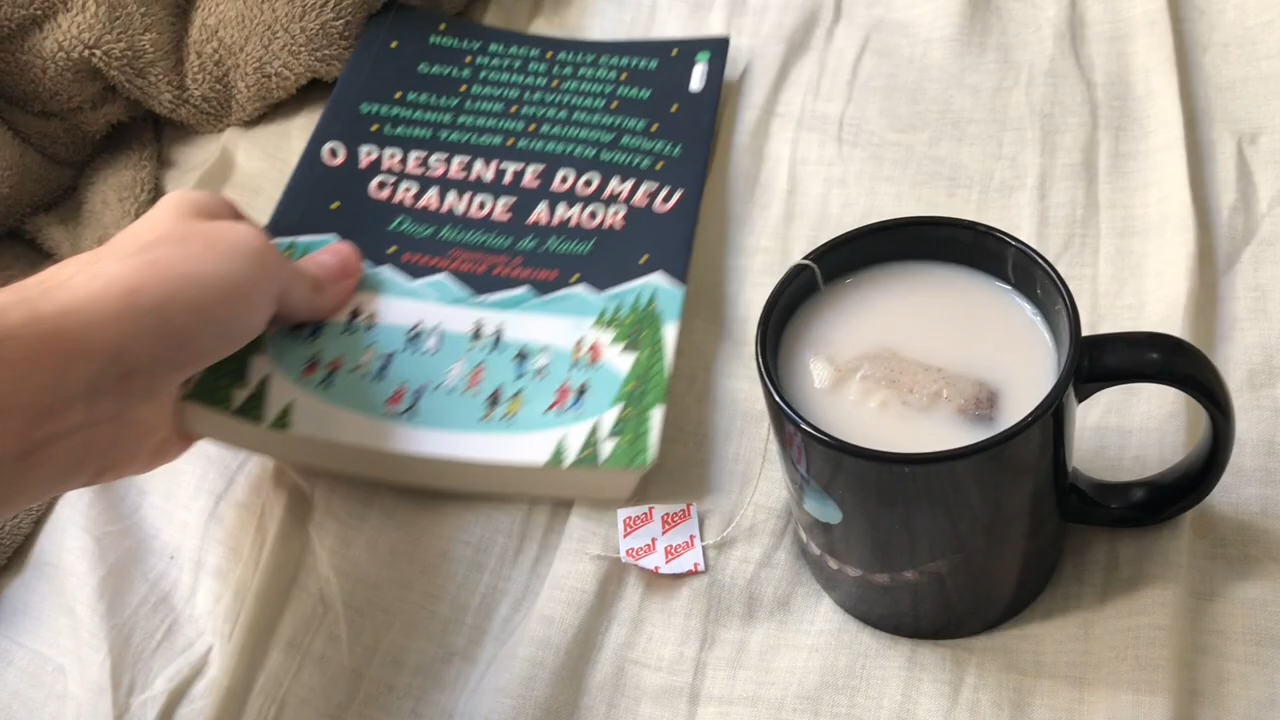 HOLLY BLACK ALLY CARTER
MATT DE LA PEÑA
GAYLE FORMAN JENNY HAN
DAVID LEVITHAN
KELLY LINK MYRA MCENTIRE
STEPHANIE PERKINS RAINBOW ROWELL
LAINI TAYLOR KIERSTEN WHITE
O PRESENTE DO MEU
GRANDE AMOR
Doze histórias de Natal
STEPHANIE PERKINS
Real Real
Real Real